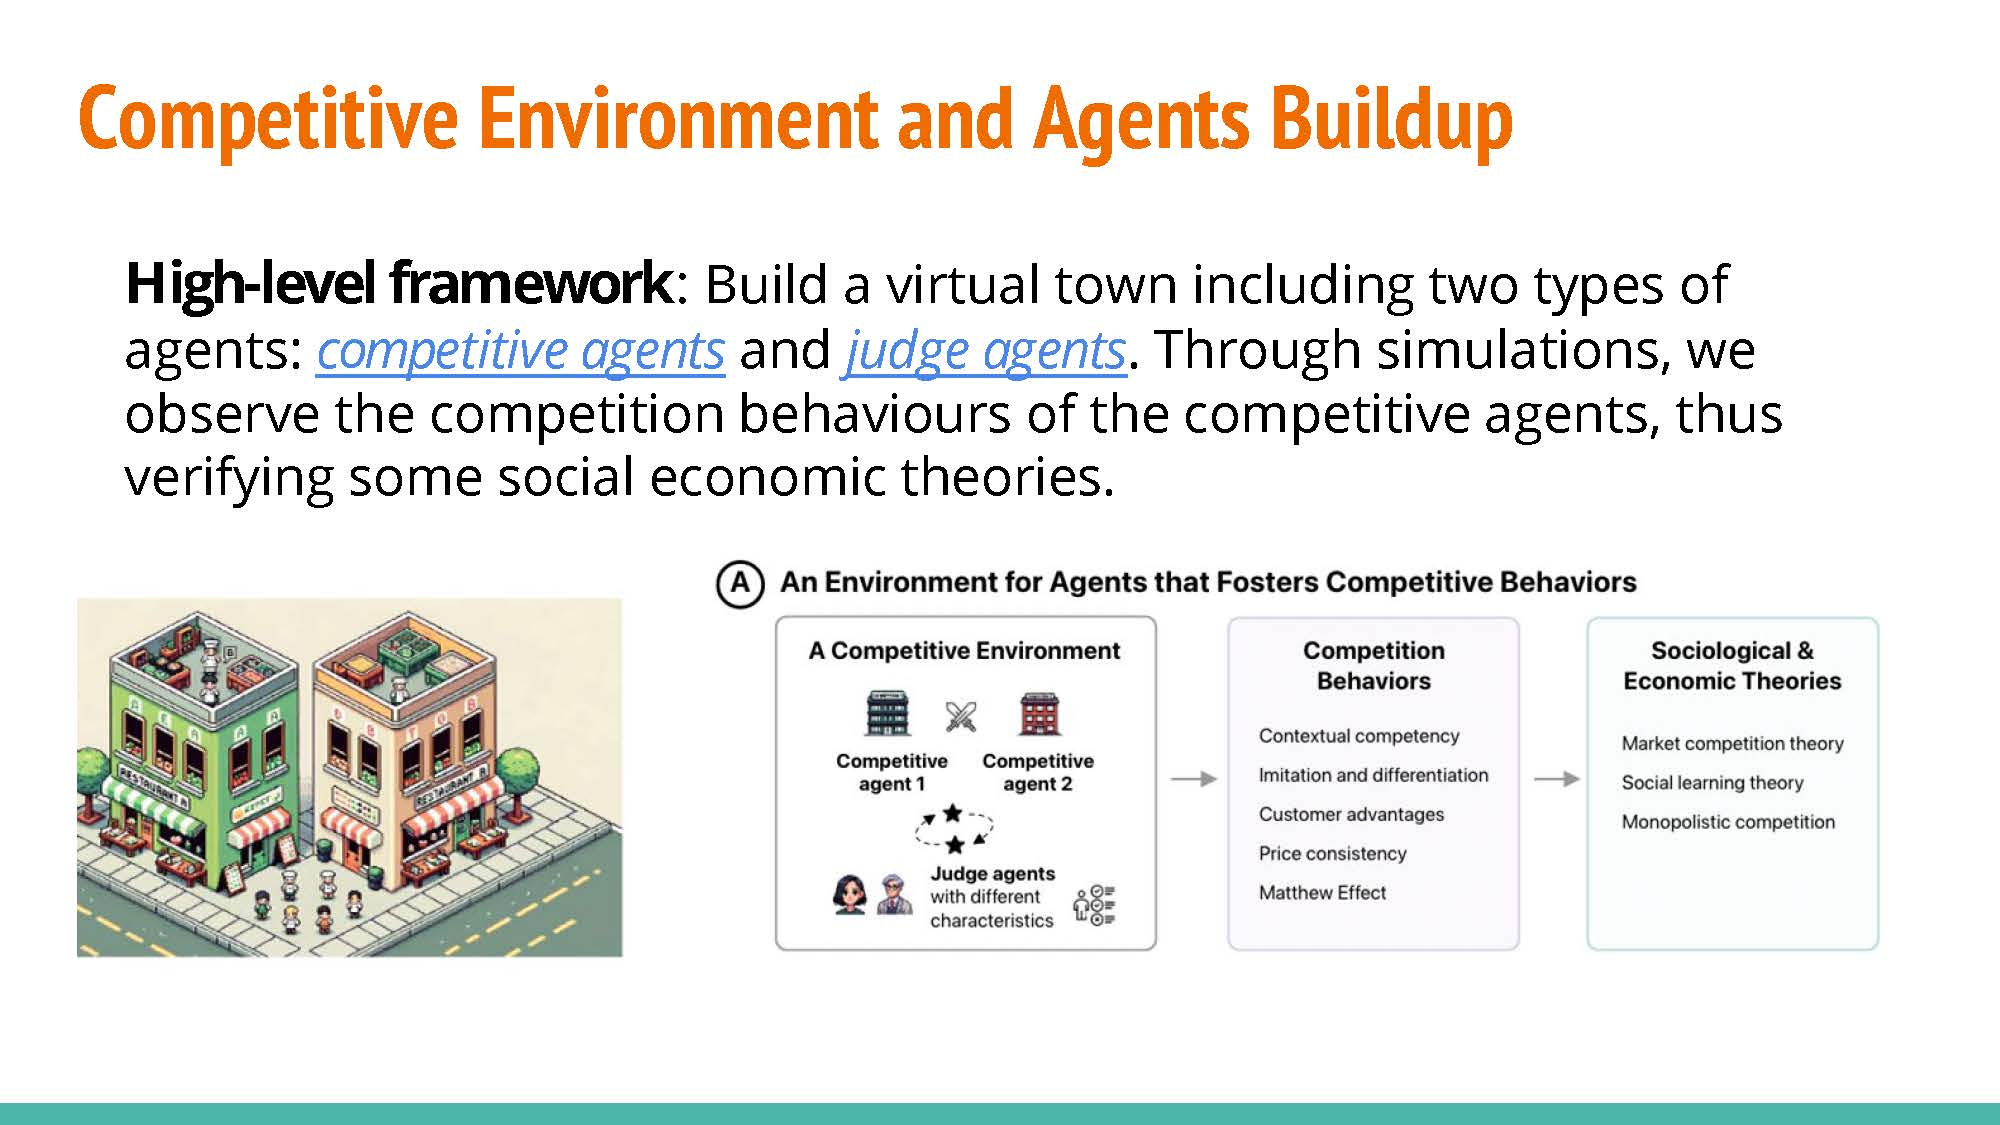 Competitive Environment and Agents Buildup
High-level framework: Build a virtual town including two types of
agents: competitive agents and judge agents. Through simulations, we
observe the competition behaviours of the competitive agents, thus
verifying some social economic theories.
RESTAURANT A
RESTAURANT B
A An Environment for Agents that Fosters Competitive Behaviors
A Competitive Environment
Competitive
agent 1
Competitive
agent 2
Judge agents
with different
characteristics
Competition
Behaviors
Contextual competency
Imitation and differentiation
Customer advantages
Price consistency
Matthew Effect
Sociological &
Economic Theories
Market competition theory
Social learning theory
Monopolistic competition